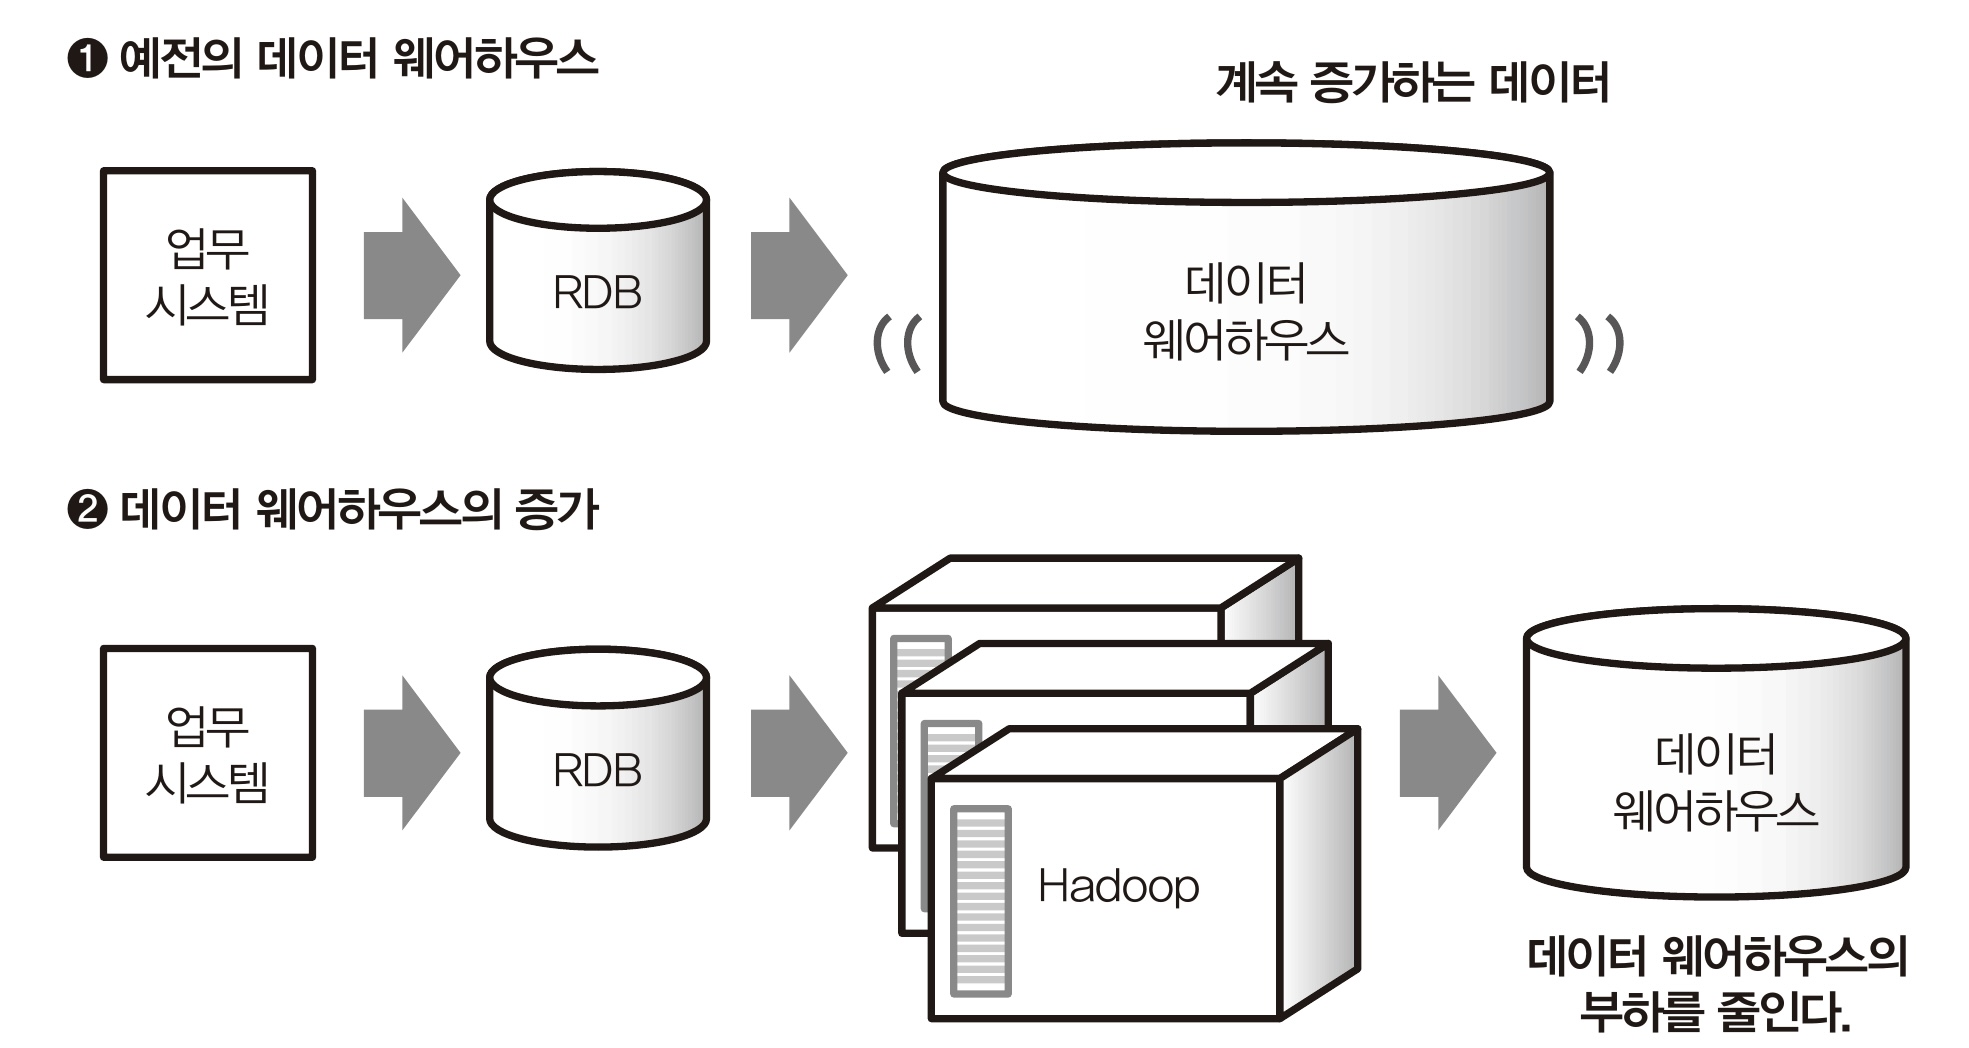 ❶ 예전의 데이터 웨어하우스
계속 증가하는 데이터
업무
시스템
RDB
데이터
웨어하우스
❷ 데이터 웨어하우스의 증가
업무
시스템
RDB
Hadoop
데이터
웨어하우스
데이터 웨어하우스의
부하를 줄인다.